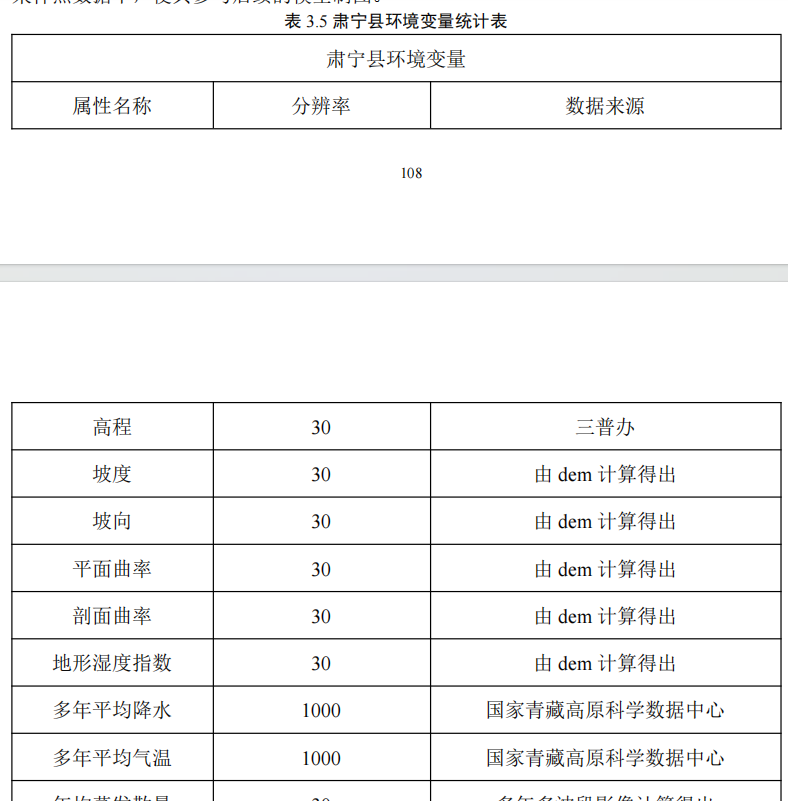 表 3.5 肃宁县环境变量统计表
肃宁县环境变量
属性名称 分辨率 数据来源
108
高程 30 三普办
坡度 30 由 dem 计算得出
坡向 30 由 dem 计算得出
平面曲率 30 由 dem 计算得出
剖面曲率 30 由 dem 计算得出
地形湿度指数 30 由 dem 计算得出
多年平均降水 1000 国家青藏高原科学数据中心
多年平均气温 1000 国家青藏高原科学数据中心